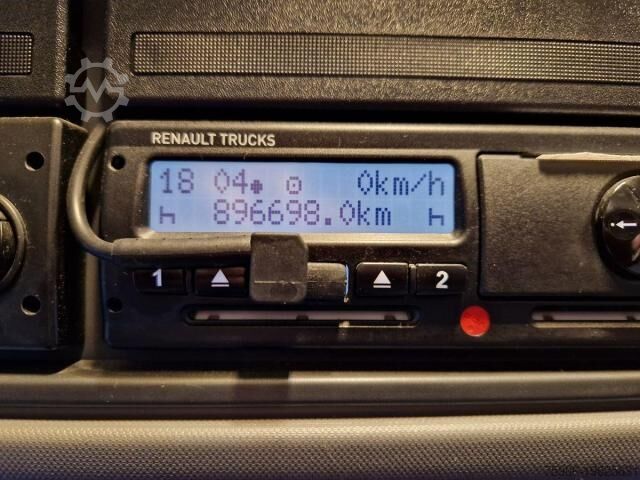 RENAULT TRUCKS
18 04 0km/h
896698.0km
1 2